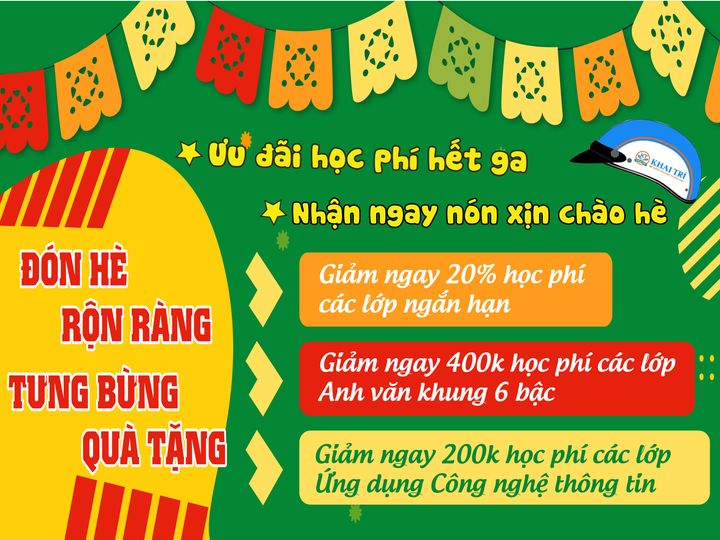 Ưu đãi học phí hết ga
KHAI TRÍ
Nhận ngay nón xịn chào hè
ĐÓN HÈ
RỘN RÀNG
TƯNG BỪNG
QUÀ TẶNG
Giảm ngay 20% học phí
các lớp ngắn hạn
Giảm ngay 400k học phí các lớp
Anh văn khung 6 bậc
Giảm ngay 200k học phí các lớp
Ứng dụng Công nghệ thông tin